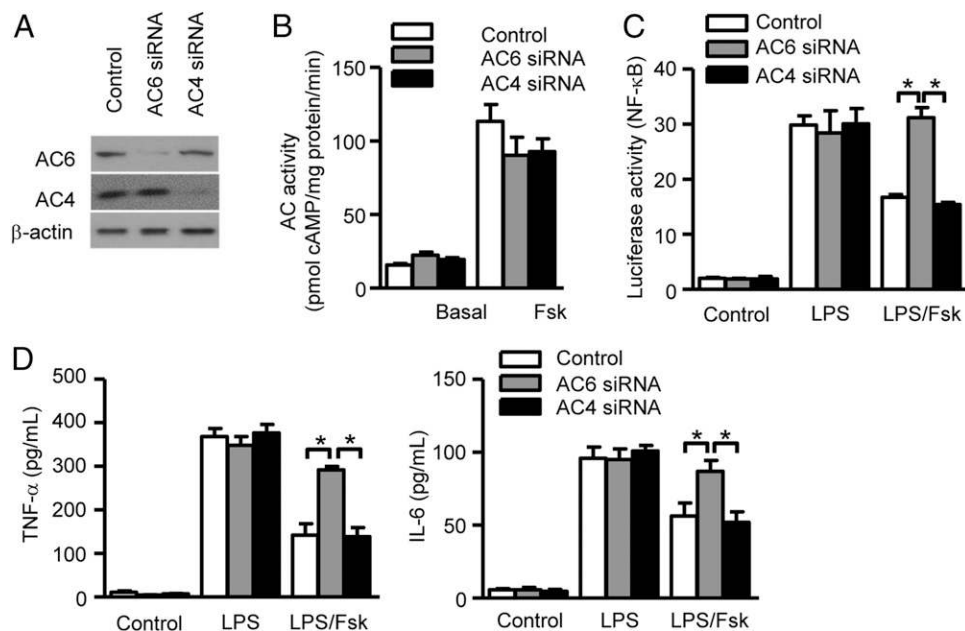 A
Control
AC6 siRNA
AC4 siRNA
AC6
AC4
β-actin
B
Control
AC6 siRNA
AC4 siRNA
AC activity
(pmol cAMP/mg protein/min)
150
100
50
0
Basal
Fsk
C
Control
AC6 siRNA
AC4 siRNA
Luciferase activity (NF-κB)
40
30
20
10
0
* *
Control
LPS
LPS/Fsk
D
TNF-α (pg/mL)
500
400
300
200
100
0
* *
Control
LPS
LPS/Fsk
Control
AC6 siRNA
AC4 siRNA
IL-6 (pg/mL)
150
100
50
0
* *
Control
LPS
LPS/Fsk